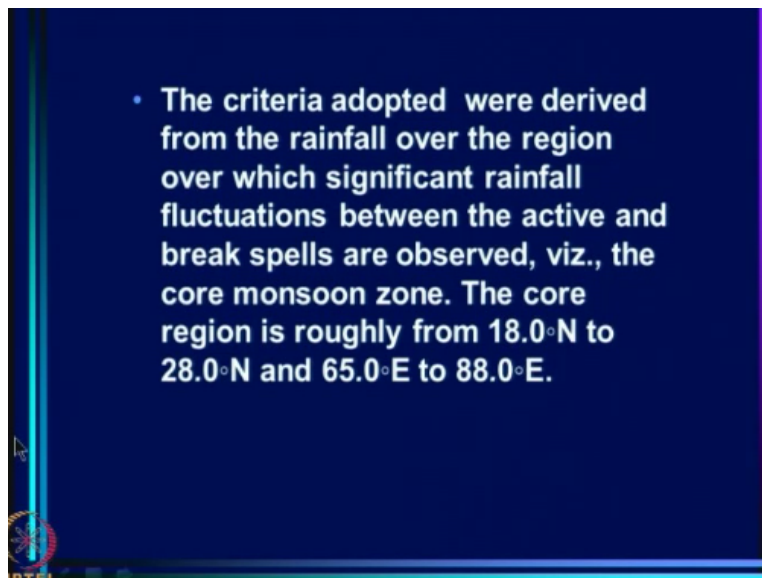 • The criteria adopted were derived
from the rainfall over the region
over which significant rainfall
fluctuations between the active and
break spells are observed, viz., the
core monsoon zone. The core
region is roughly from 18.0◦N to
28.0◦N and 65.0◦E to 88.0◦E.